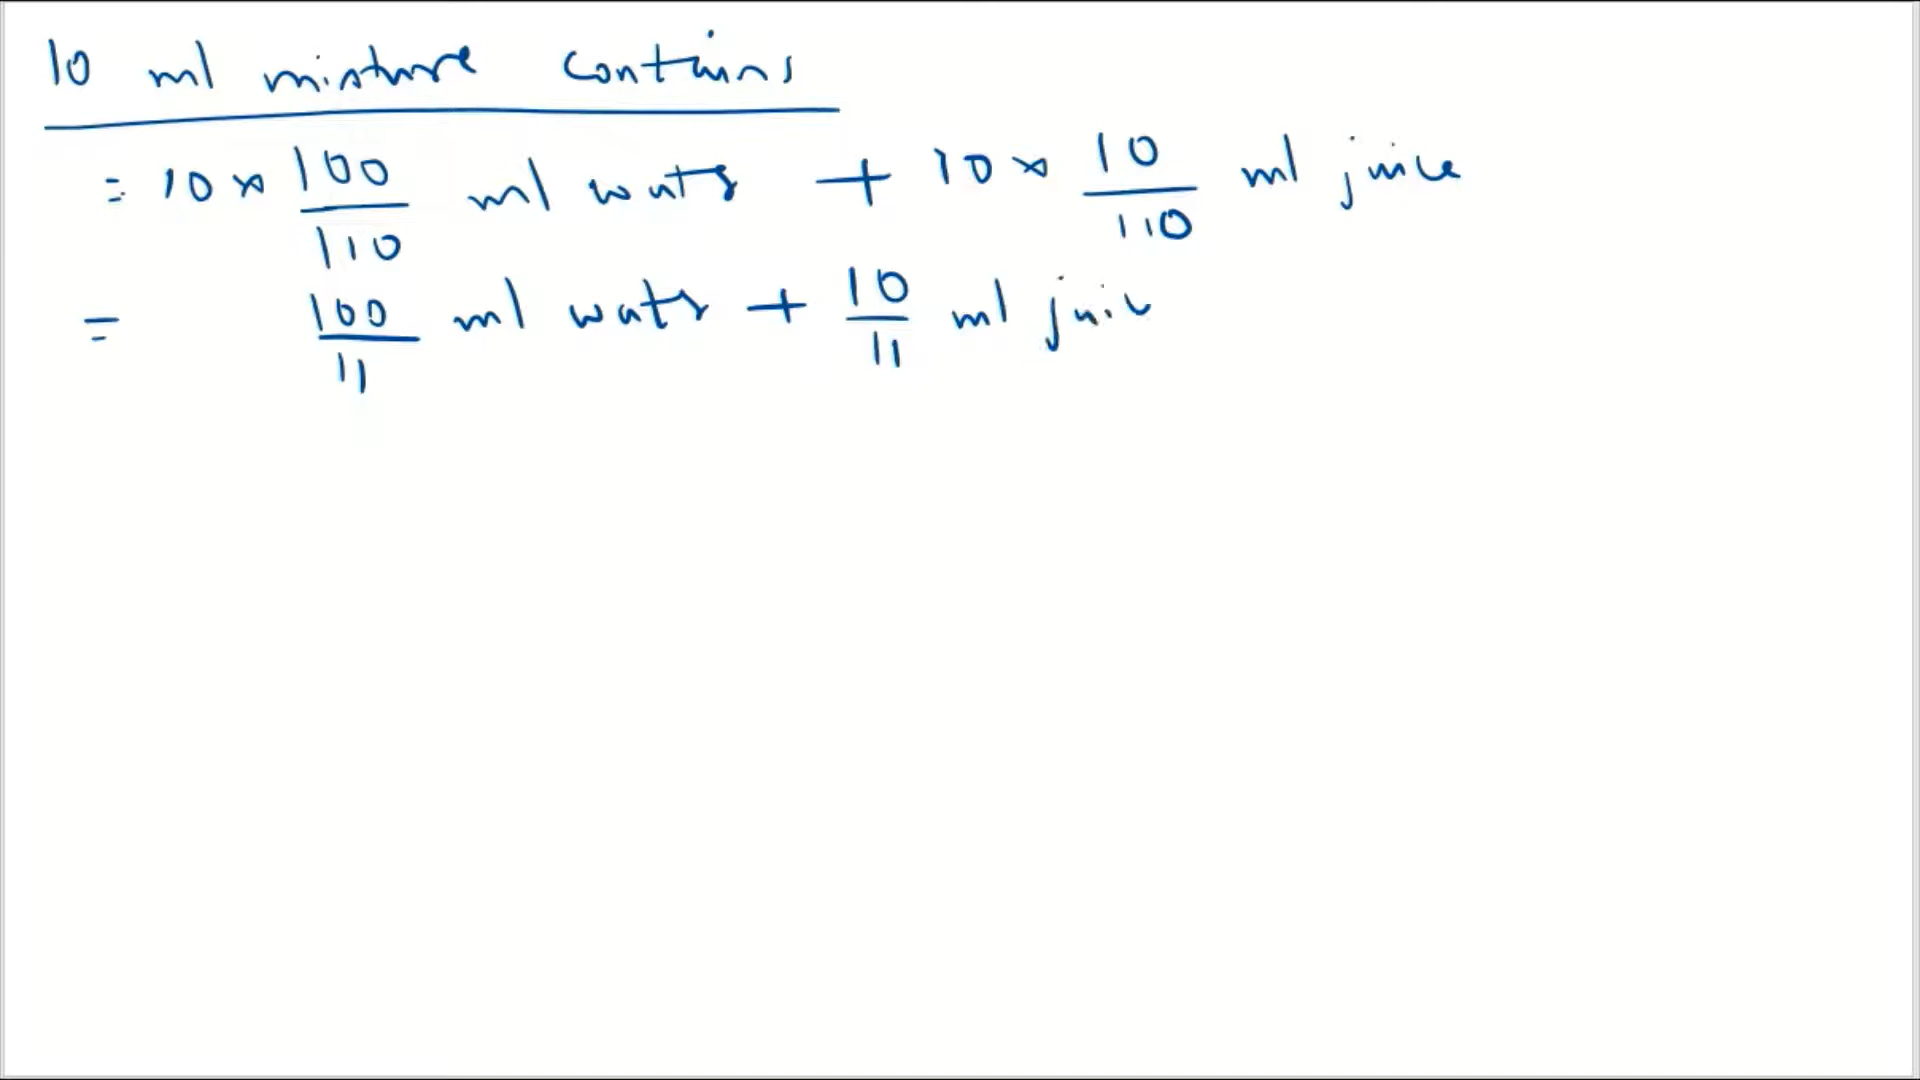 10 ml mixture contains
= 10 × 100/110 ml water + 10 × 10/110 ml juice
= 100/11 ml water + 10/11 ml juice